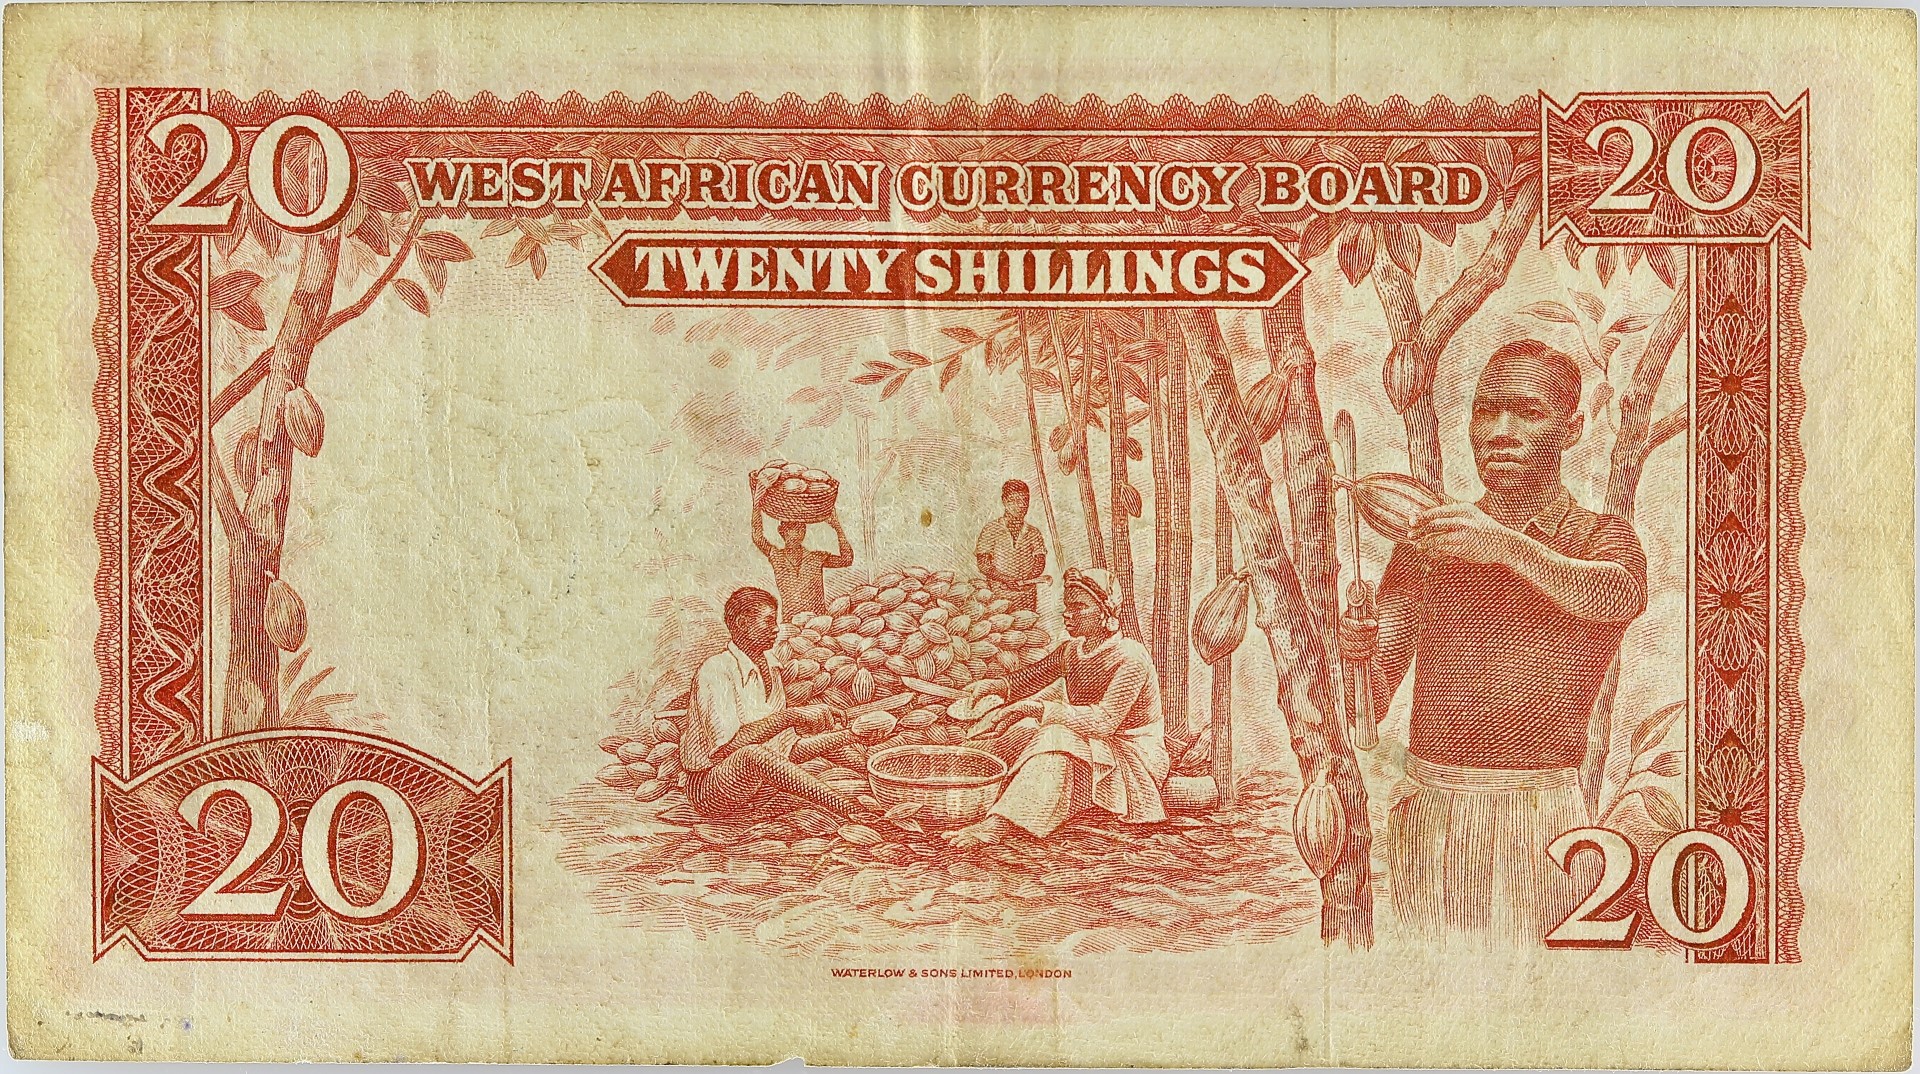 20 WEST AFRICAN CURRENCY BOARD 20
TWENTY SHILLINGS
20 20
WATERLOW & SONS LIMITED, LONDON